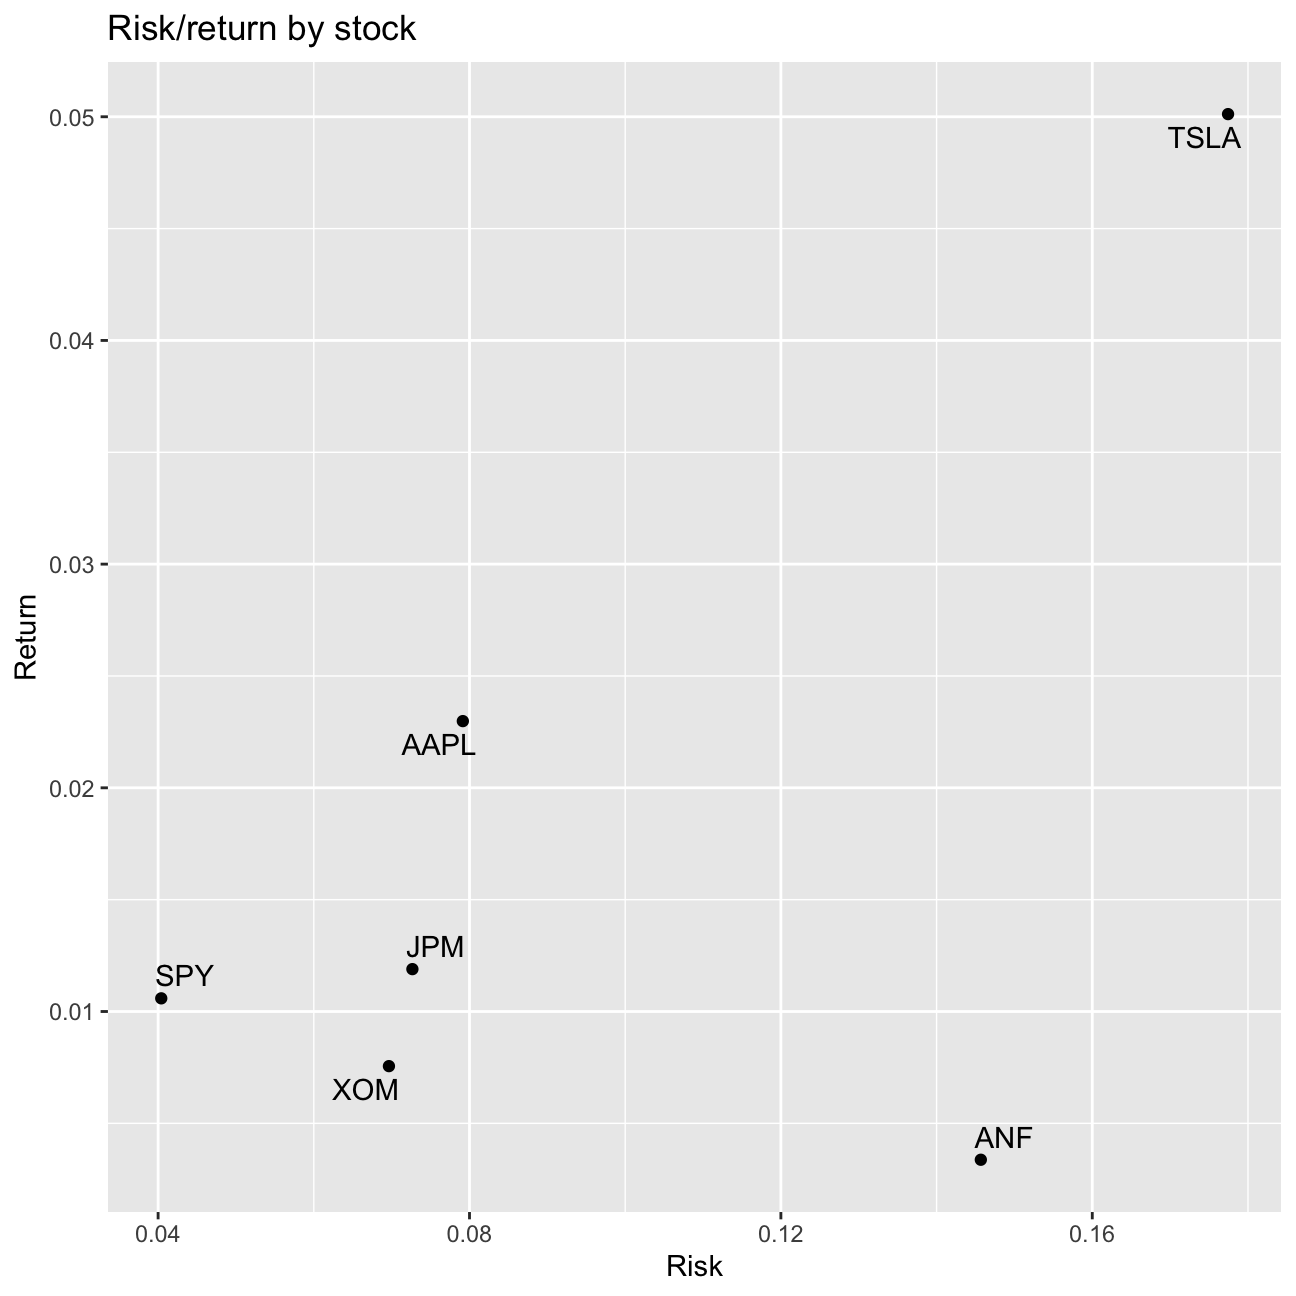 Risk/return by stock
0.05
TSLA
0.04
0.03
Return
AAPL
0.02
JPM
SPY
0.01
XOM
ANF
0.04 0.08 0.12 0.16
Risk